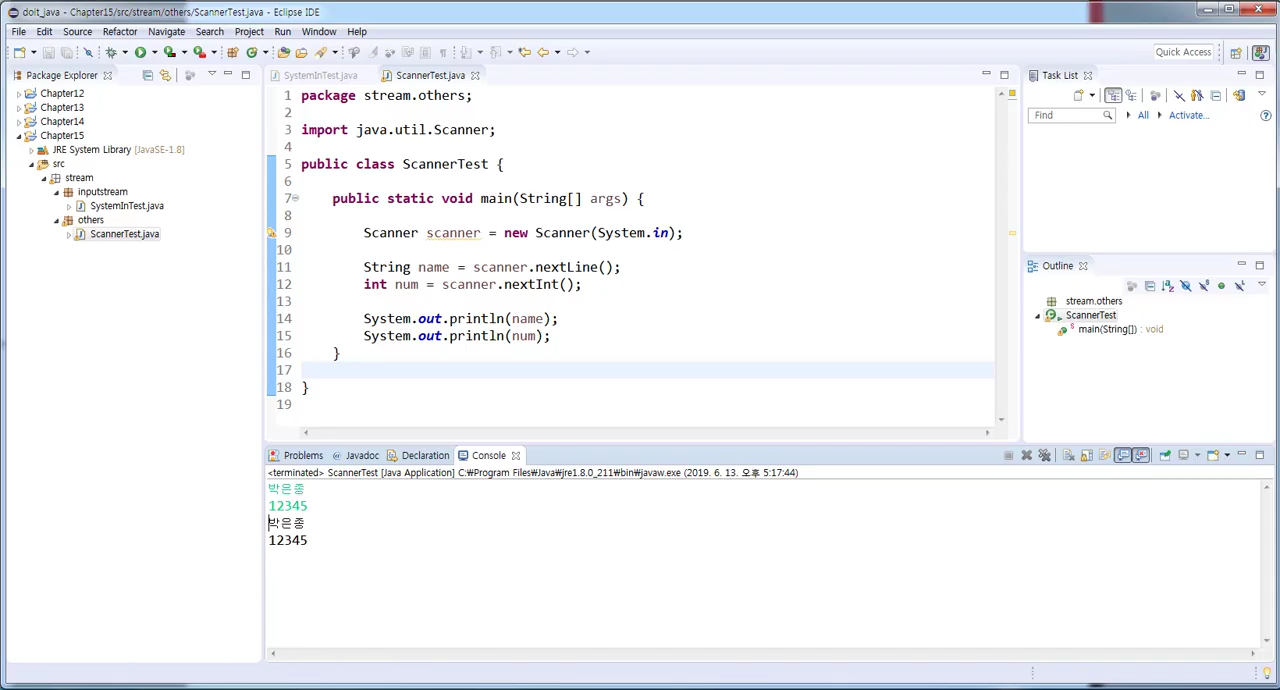 doit_java - Chapter15/src/stream/others/ScannerTest.java - Eclipse IDE
File Edit Source Refactor Navigate Search Project Run Window Help
Quick Access
Package Explorer
Chapter12
Chapter13
Chapter14
Chapter15
JRE System Library [JavaSE-1.8]
src
stream
inputstream
SystemInTest.java
others
ScannerTest.java
SystemInTest.java ScannerTest.java
1 package stream.others;
2
3 import java.util.Scanner;
4
5 public class ScannerTest {
6
7 public static void main(String[] args) {
8
9 Scanner scanner = new Scanner(System.in);
10
11 String name = scanner.nextLine();
12 int num = scanner.nextInt();
13
14 System.out.println(name);
15 System.out.println(num);
16 }
17
18 }
19
Task List
Find All Activate...
Outline
stream.others
ScannerTest
main(String[]) : void
Problems Javadoc Declaration Console
<terminated> ScannerTest [Java Application] C:₩Program Files₩Java₩jre1.8.0_211₩bin₩javaw.exe (2019. 6. 13. 오후 5:17:44)
박은종
12345
박은종
12345